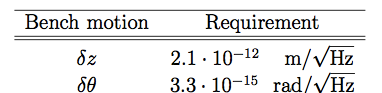 Bench motion Requirement
δz 2.1 · 10⁻¹² m/√Hz
δθ 3.3 · 10⁻¹⁵ rad/√Hz